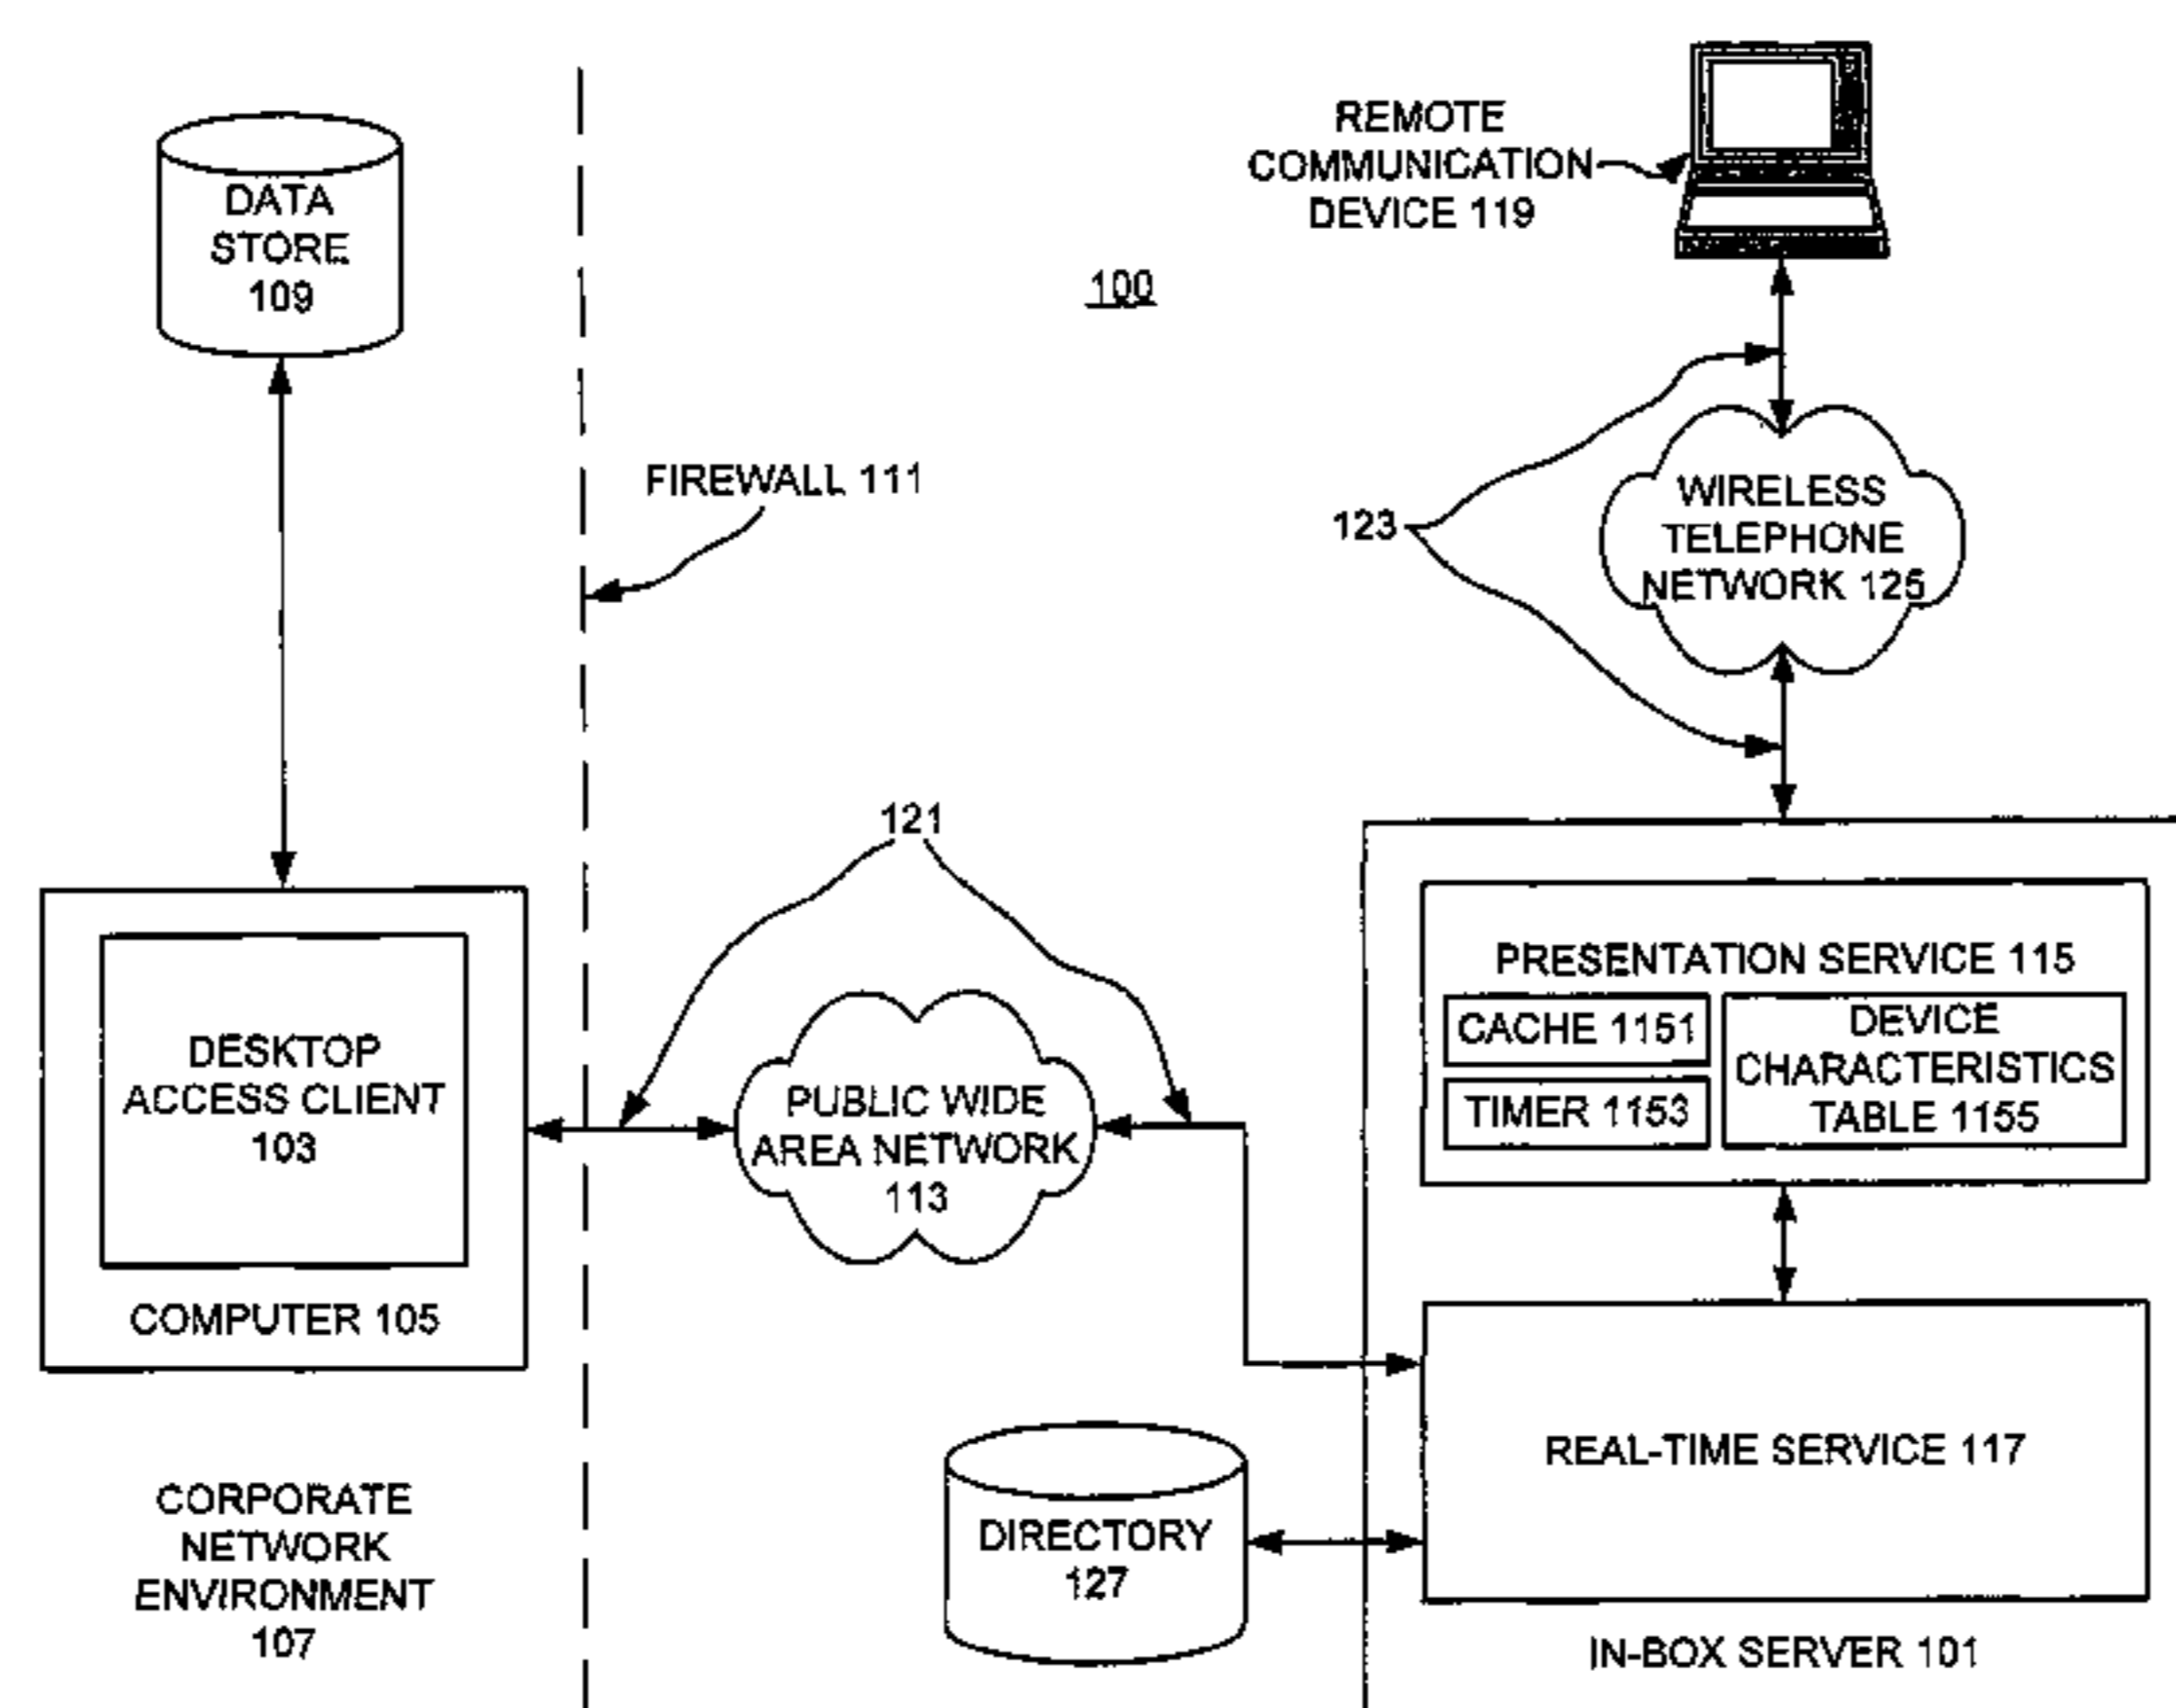 DATA
STORE
109
REMOTE
COMMUNICATION
DEVICE 119
100
FIREWALL 111
123
WIRELESS
TELEPHONE
NETWORK 125
121
DESKTOP
ACCESS CLIENT
103
COMPUTER 105
PUBLIC WIDE
AREA NETWORK
113
PRESENTATION SERVICE 115
CACHE 1151
TIMER 1153
DEVICE
CHARACTERISTICS
TABLE 1155
REAL-TIME SERVICE 117
DIRECTORY
127
CORPORATE
NETWORK
ENVIRONMENT
107
IN-BOX SERVER 101